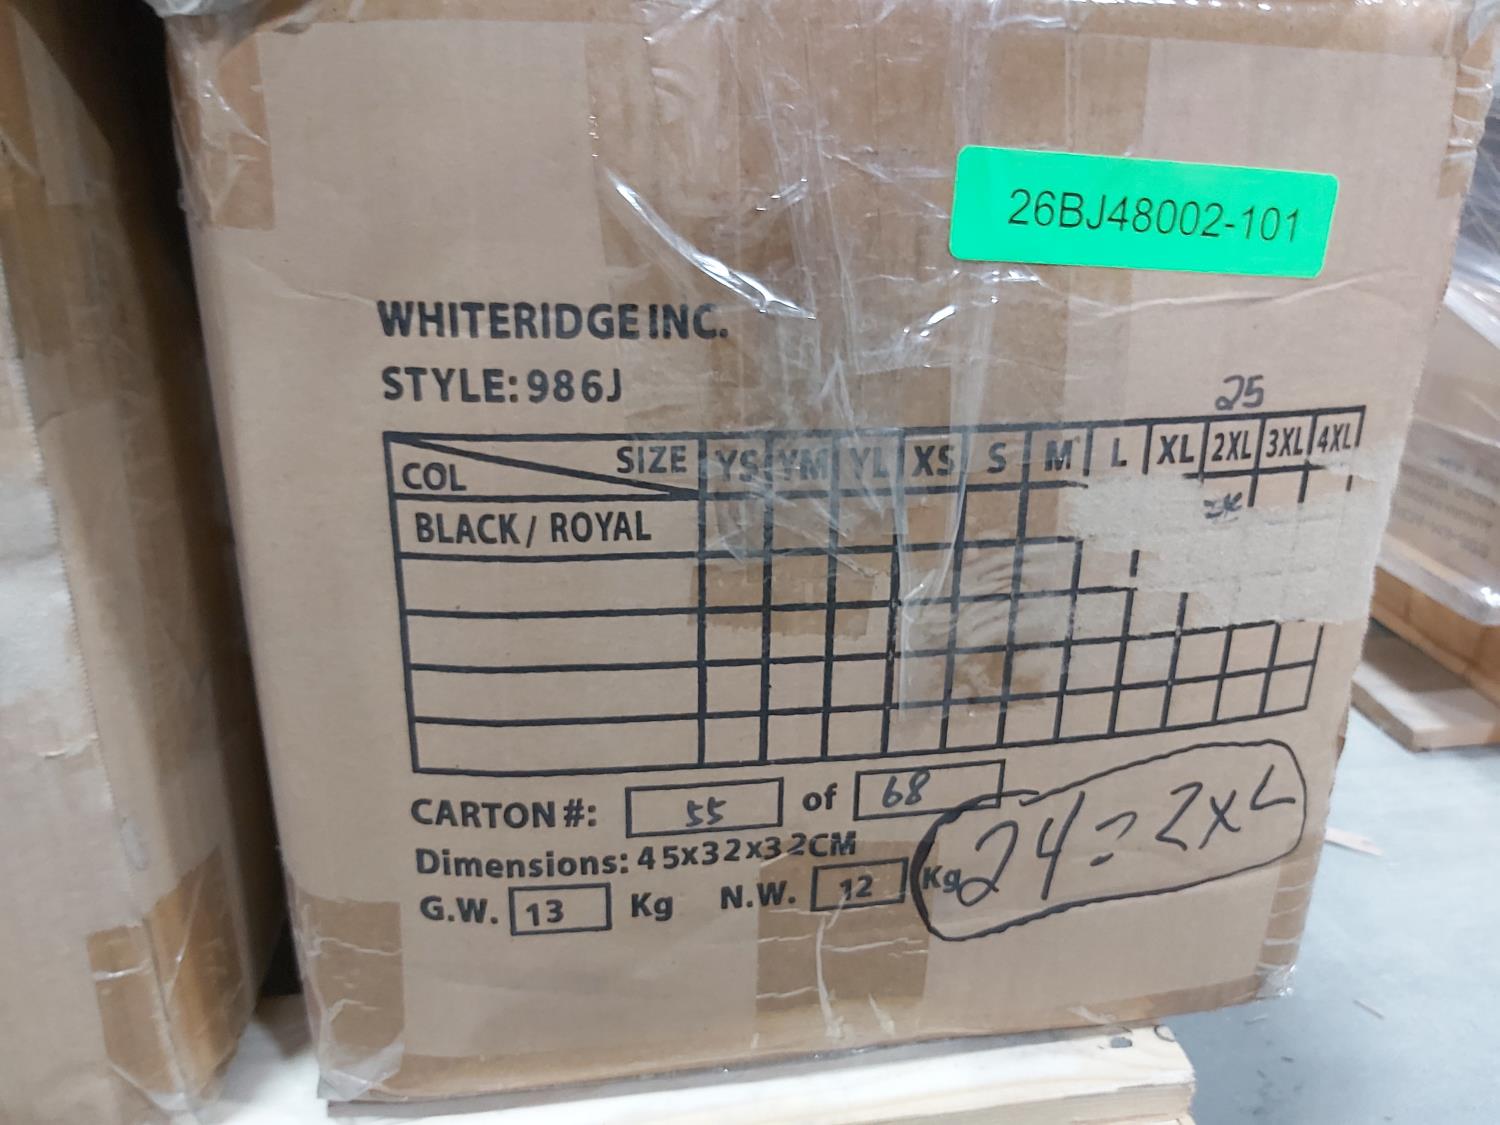 26BJ48002-101
WHITERIDGE INC.
STYLE: 986J
25
COL SIZE YS YM YL XS S M L XL 2XL 3XL 4XL
BLACK / ROYAL
CARTON #: 55 of 68
Dimensions: 45x32x32CM
G.W. 13 Kg N.W. 12 Kg
24 = 2XL